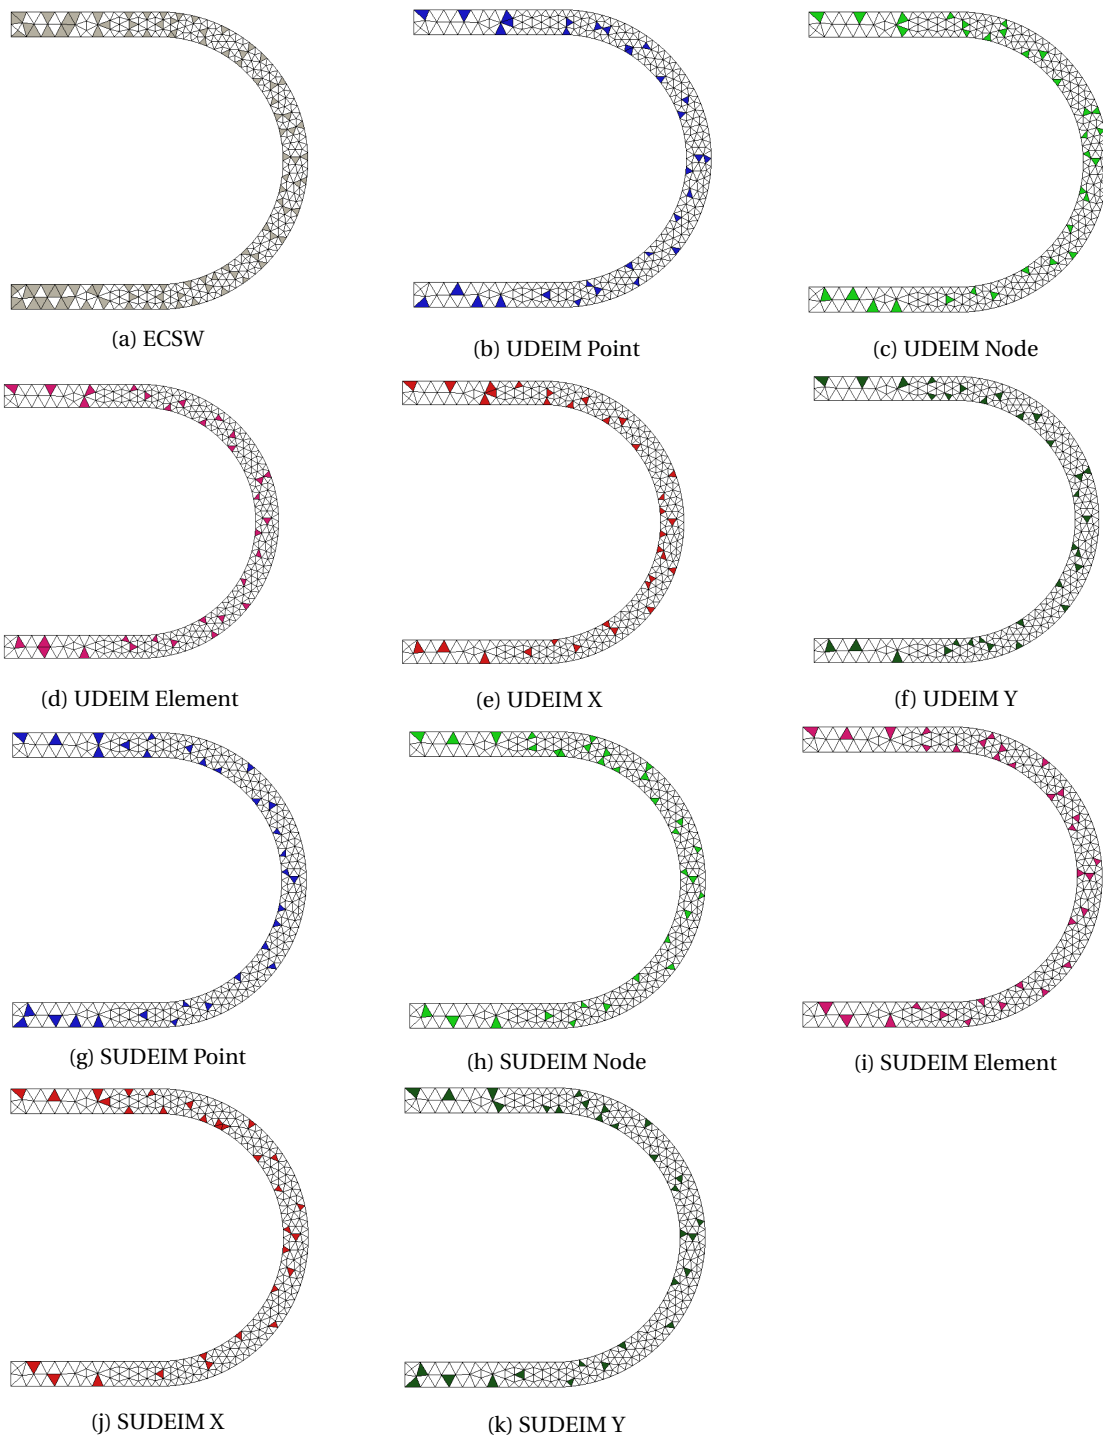 (a) ECSW
(b) UDEIM Point
(c) UDEIM Node
(d) UDEIM Element
(e) UDEIM X
(f) UDEIM Y
(g) SUDEIM Point
(h) SUDEIM Node
(i) SUDEIM Element
(j) SUDEIM X
(k) SUDEIM Y